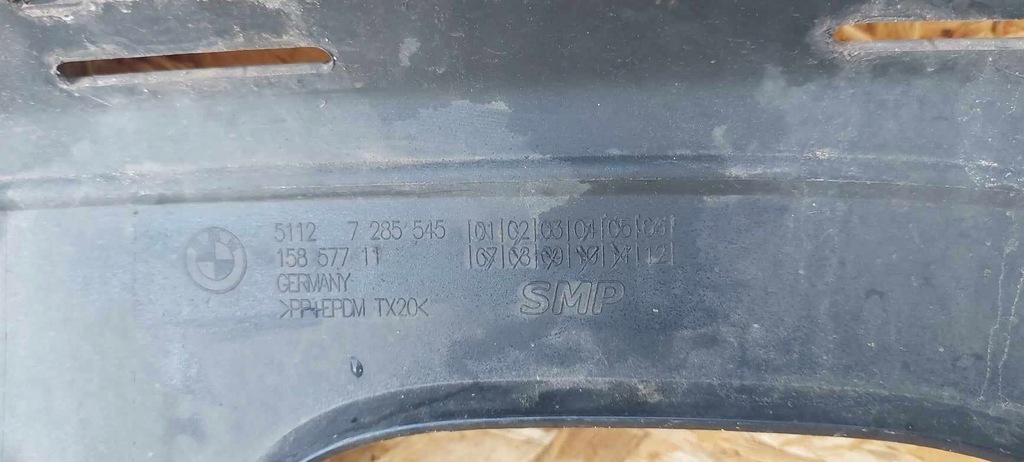 5112 7 285 545
158 577 11
GERMANY
>PP+EPDM TX20<
01 02 03 04 05 06
07 08 09 10 11 12
SMP